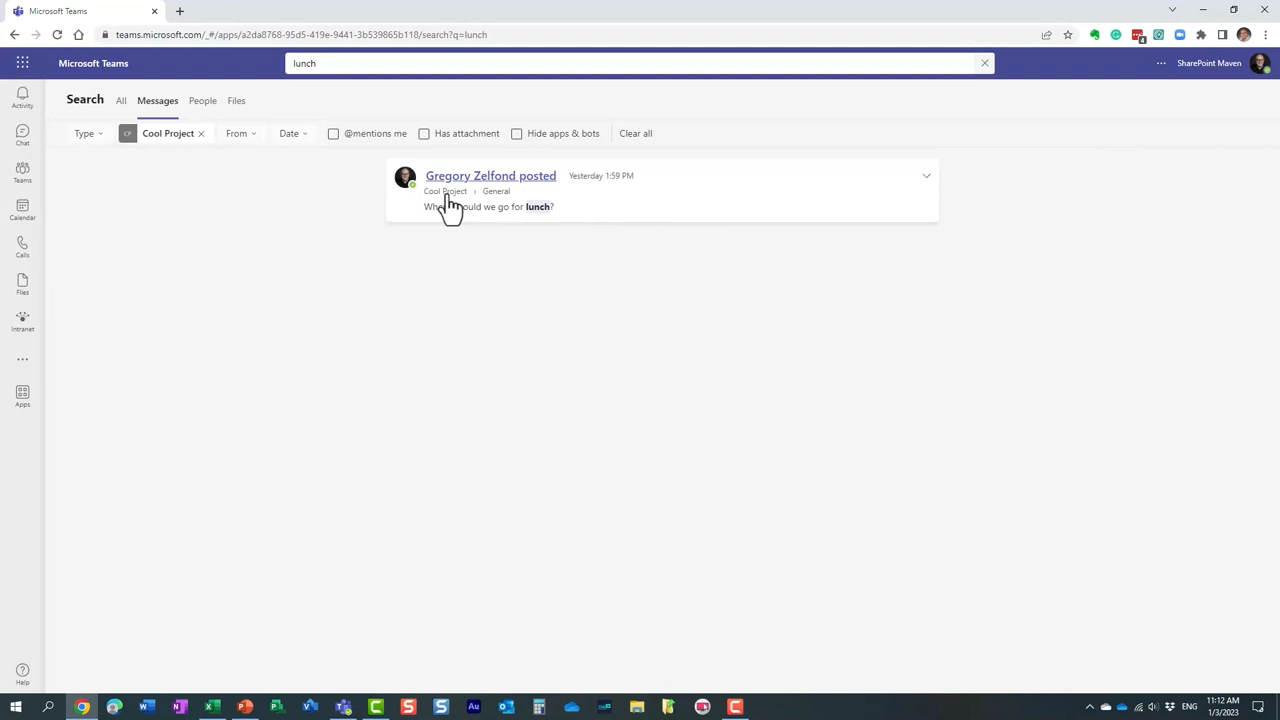 Microsoft Teams
teams.microsoft.com/_#/apps/a2da8768-95d5-419e-9441-3b539865b118/search?q=lunch
Microsoft Teams
lunch
SharePoint Maven
Search All Messages People Files
Type CP Cool Project From Date @mentions me Has attachment Hide apps & bots Clear all
Gregory Zelfond posted Yesterday 1:59 PM
Cool Project › General
we go for lunch?
Activity
Chat
Teams
Calendar
Calls
Files
Intranet
Apps
Help
11:12 AM
ENG
1/3/2023